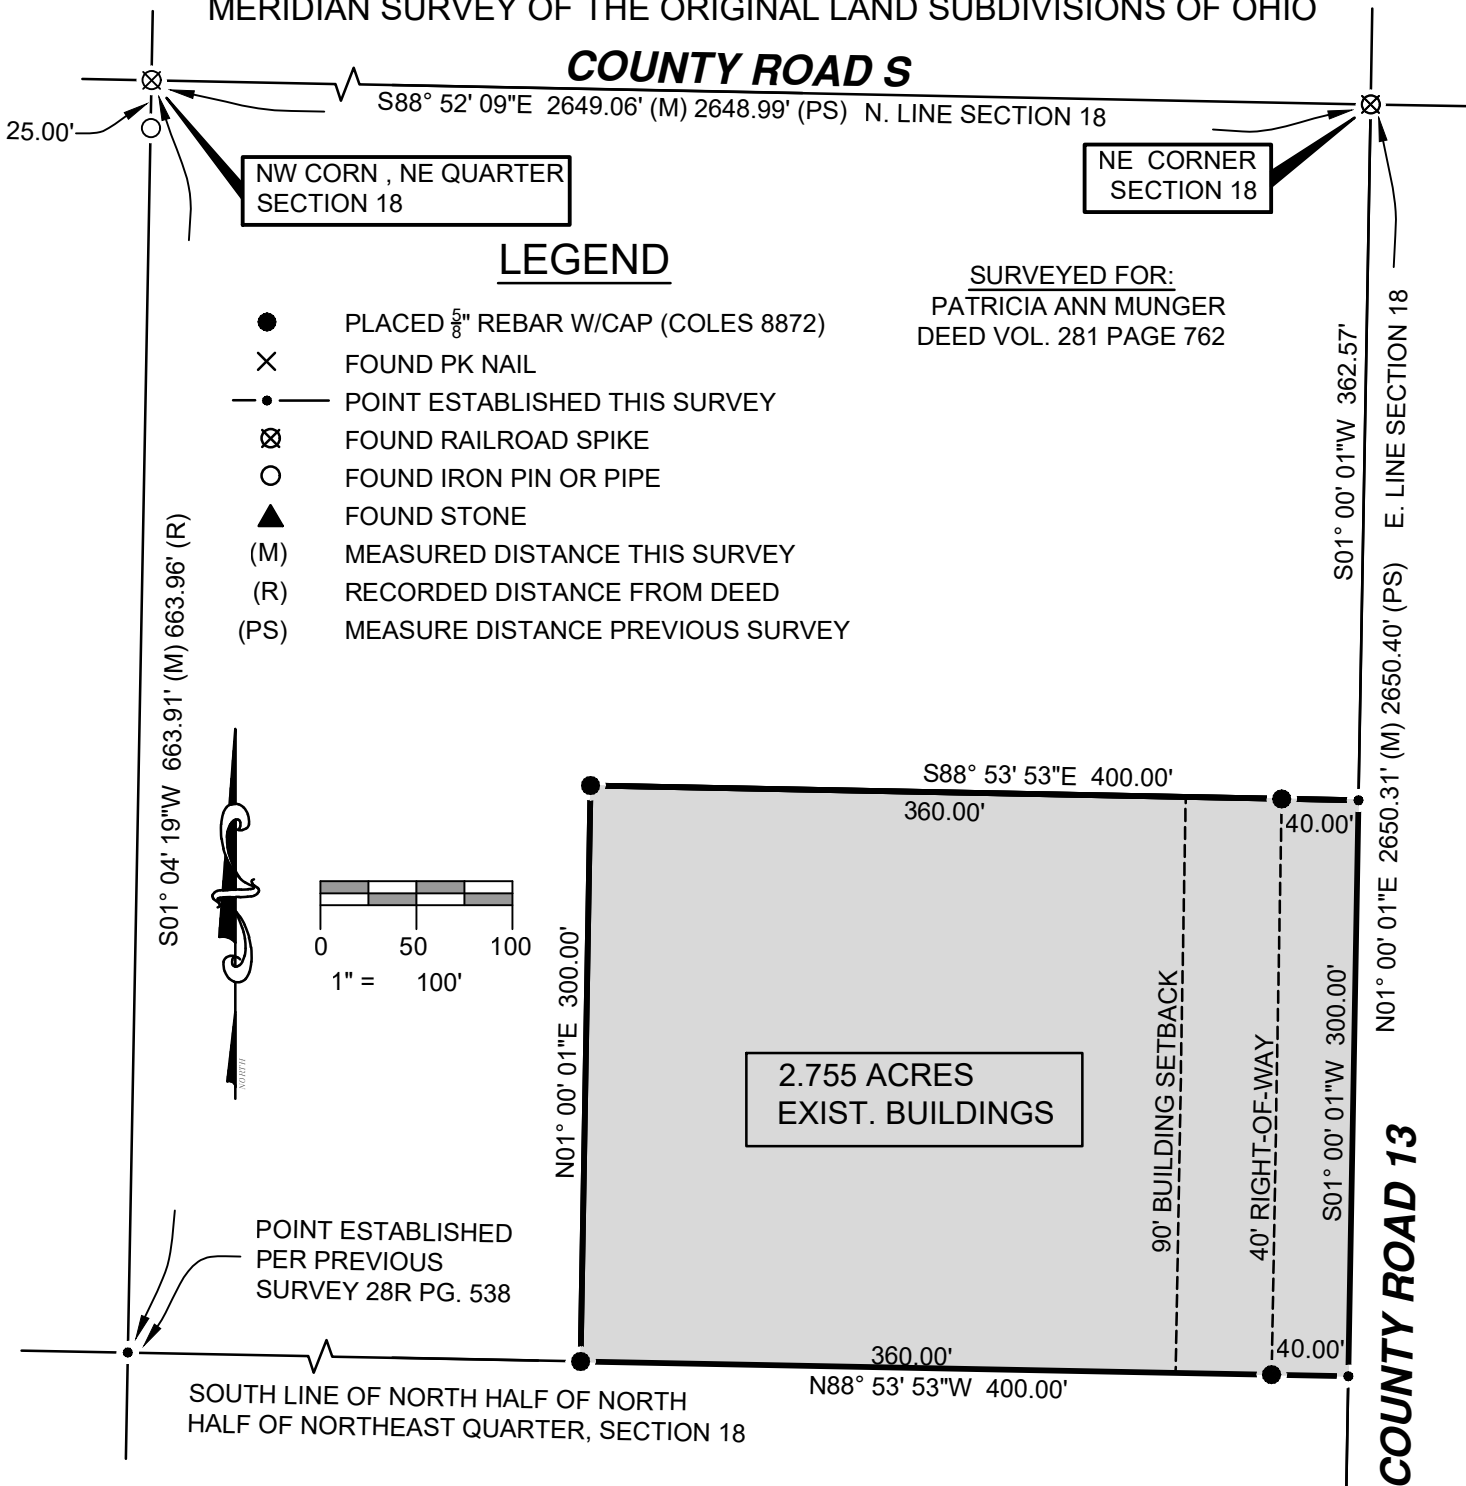 MERIDIAN SURVEY OF THE ORIGINAL LAND SUBDIVISIONS OF OHIO
COUNTY ROAD S
S88° 52' 09"E 2649.06' (M) 2648.99' (PS) N. LINE SECTION 18
25.00'
NW CORN , NE QUARTER
SECTION 18
NE CORNER
SECTION 18
LEGEND
PLACED 5/8" REBAR W/CAP (COLES 8872)
FOUND PK NAIL
POINT ESTABLISHED THIS SURVEY
FOUND RAILROAD SPIKE
FOUND IRON PIN OR PIPE
FOUND STONE
(M) MEASURED DISTANCE THIS SURVEY
(R) RECORDED DISTANCE FROM DEED
(PS) MEASURE DISTANCE PREVIOUS SURVEY
SURVEYED FOR:
PATRICIA ANN MUNGER
DEED VOL. 281 PAGE 762
S01° 00' 01"W 362.57'
N01° 00' 01"E 2650.31' (M) 2650.40' (PS) E. LINE SECTION 18
S01° 04' 19"W 663.91' (M) 663.96' (R)
NORTH
0 50 100
1" = 100'
S88° 53' 53"E 400.00'
360.00'
40.00'
N01° 00' 01"E 300.00'
2.755 ACRES
EXIST. BUILDINGS
90' BUILDING SETBACK
40' RIGHT-OF-WAY
S01° 00' 01"W 300.00'
COUNTY ROAD 13
POINT ESTABLISHED
PER PREVIOUS
SURVEY 28R PG. 538
360.00'
40.00'
N88° 53' 53"W 400.00'
SOUTH LINE OF NORTH HALF OF NORTH
HALF OF NORTHEAST QUARTER, SECTION 18